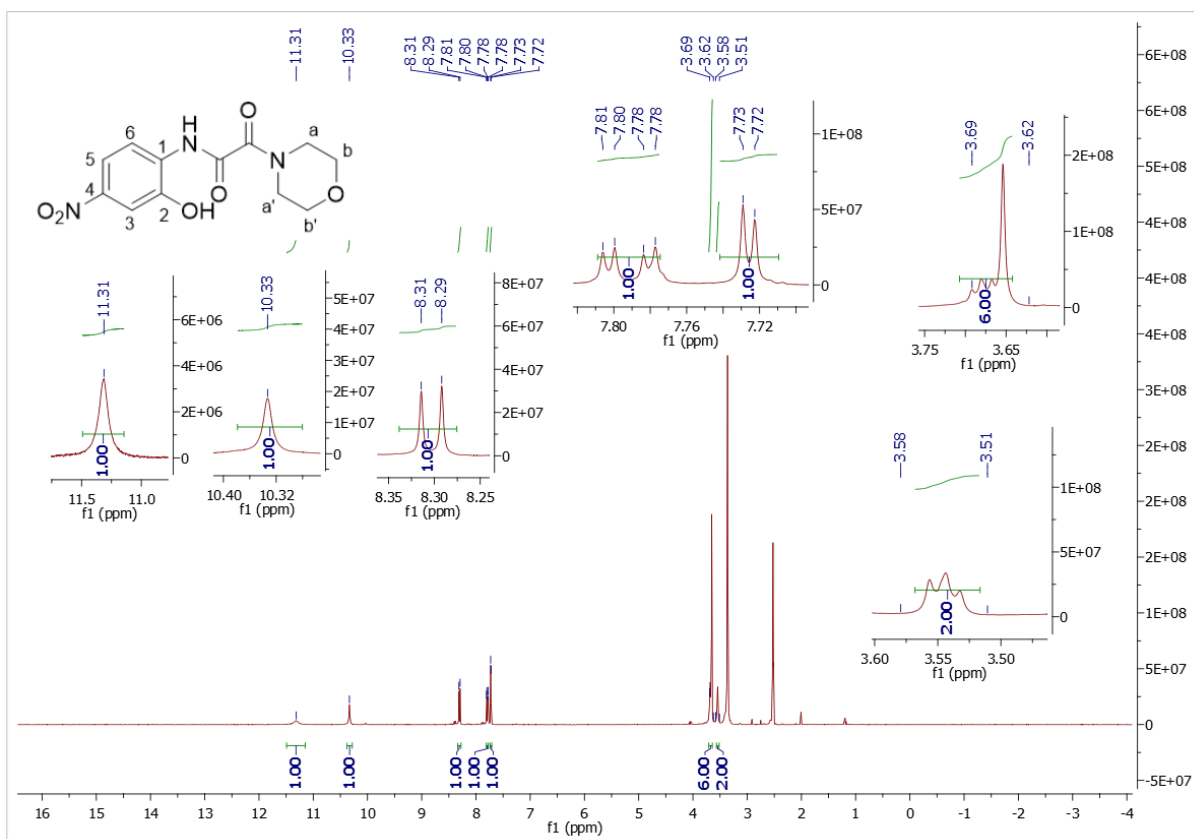 11.31
10.33
8.31
8.29
7.81
7.80
7.78
7.78
7.73
7.72
3.69
3.62
3.58
3.51
6E+08
6E+08
5E+08
4E+08
4E+08
4E+08
3E+08
2E+08
2E+08
2E+08
1E+08
5E+07
0
-5E+07
O
a
6
NH
1
N
b
5
O
O
4
a'
b'
O2N
3
2
OH
7.81
7.80
7.78
7.78
7.73
7.72
1E+08
5E+07
0
1.00
1.00
7.80
7.76
7.72
f1 (ppm)
3.69
3.62
2E+08
1E+08
0
6.00
3.75
3.65
f1 (ppm)
11.31
6E+06
4E+06
2E+06
0
1.00
11.5
11.0
f1 (ppm)
10.33
5E+07
4E+07
3E+07
2E+07
1E+07
0
1.00
10.40
10.32
f1 (ppm)
8.31
8.29
8E+07
6E+07
4E+07
2E+07
0
1.00
8.35
8.30
8.25
f1 (ppm)
3.58
3.51
1E+08
5E+07
0
2.00
3.60
3.55
3.50
f1 (ppm)
1.00
1.00
1.00
1.00
1.00
6.00
2.00
16 15 14 13 12 11 10 9 8 7 6 5 4 3 2 1 0 -1 -2 -3 -4
f1 (ppm)